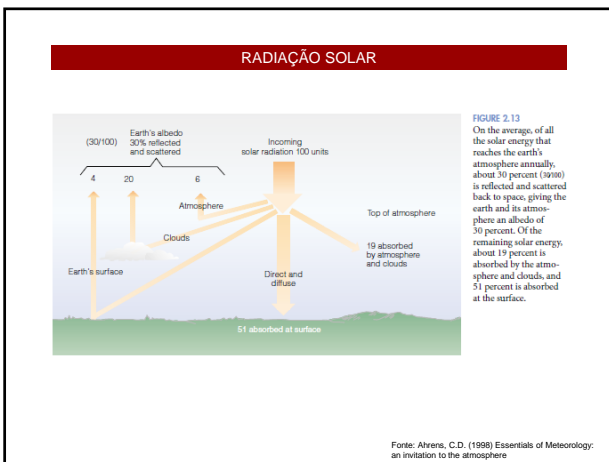 RADIAÇÃO SOLAR
(30/100)
Earth's albedo
30% reflected
and scattered
4
20
6
Incoming
solar radiation 100 units
Atmosphere
Top of atmosphere
Clouds
19 absorbed
by atmosphere
and clouds
Earth's surface
Direct and
diffuse
51 absorbed at surface
FIGURE 2.13
On the average, of all
the solar energy that
reaches the earth's
atmosphere annually,
about 30 percent (30/100)
is reflected and scattered
back to space, giving the
earth and its atmos-
phere an albedo of
30 percent. Of the
remaining solar energy,
about 19 percent is
absorbed by the atmo-
sphere and clouds, and
51 percent is absorbed
at the surface.
Fonte: Ahrens, C.D. (1998) Essentials of Meteorology:
an invitation to the atmosphere